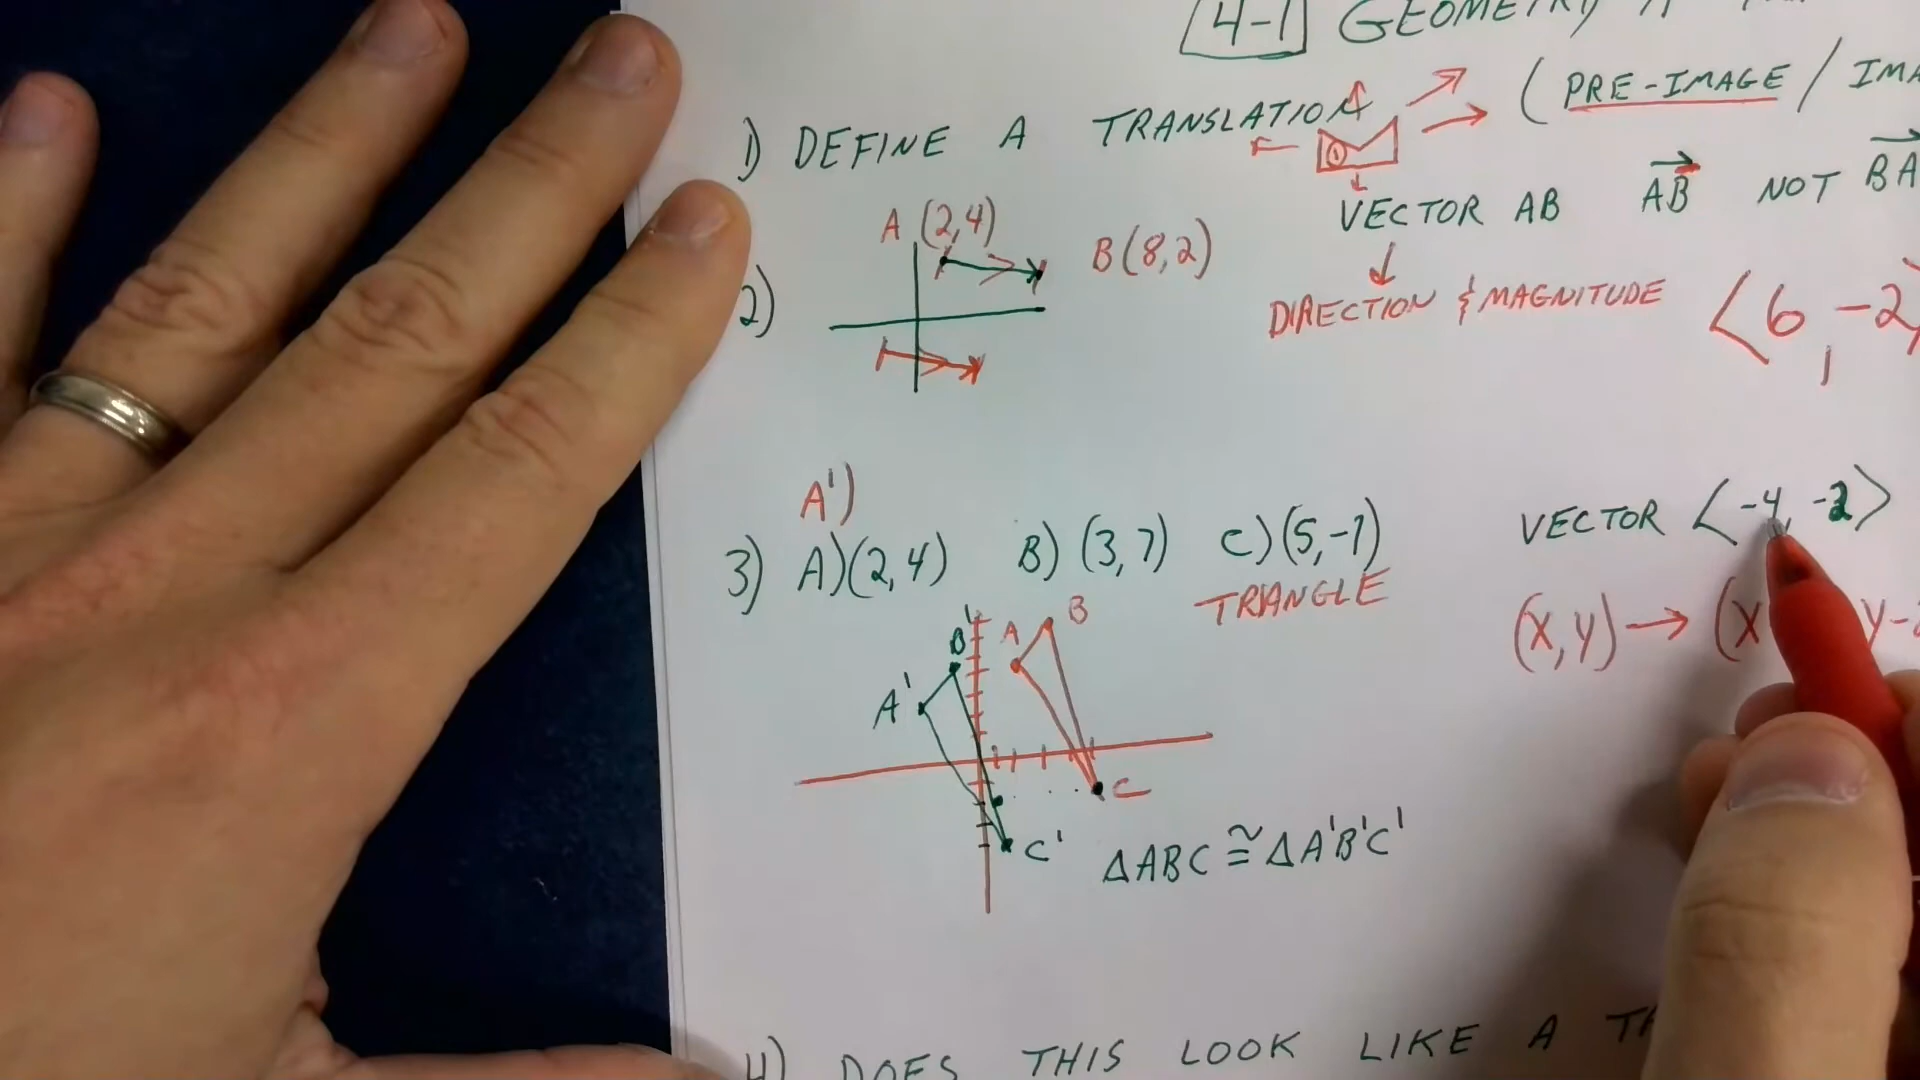 4-1 GEOMETRY A
1) DEFINE A TRANSLATION (PRE-IMAGE /
VECTOR AB AB NOT BA
2) A (2,4) B(8,2)
DIRECTION & MAGNITUDE <6, -2>
A')
3) A)(2,4) B) (3,7) C)(5,-1) VECTOR <-4, -2>
TRIANGLE
(x,y) → (x y-
B' A B
A'
C
C' ΔABC ≅ ΔA'B'C'
4) DOES THIS LOOK LIKE A